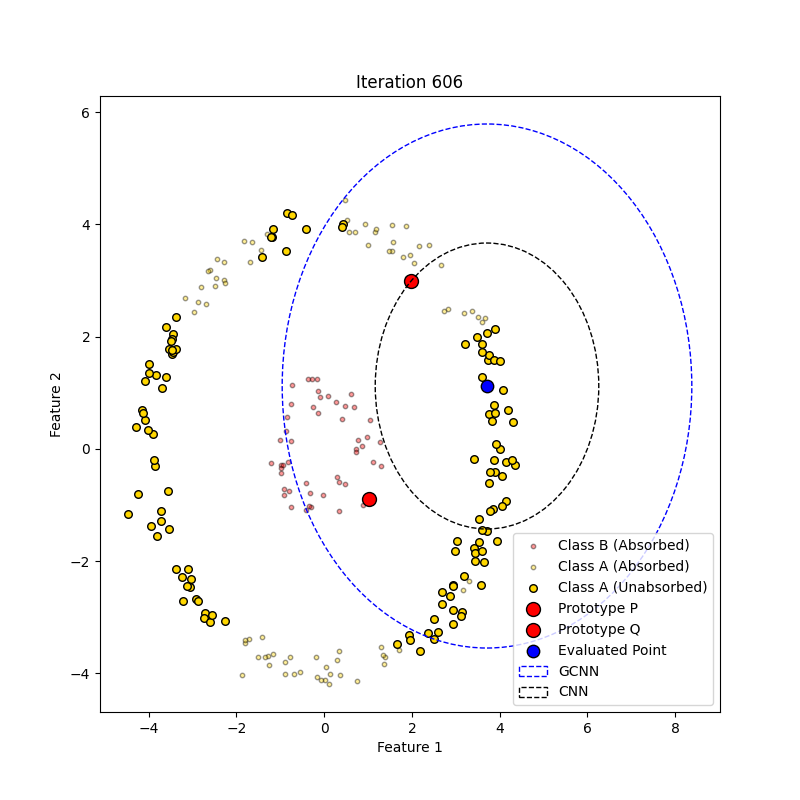 Iteration 606
6
4
2
0
−2
−4
Feature 2
−4
−2
0
2
4
6
8
Feature 1
Class B (Absorbed)
Class A (Absorbed)
Class A (Unabsorbed)
Prototype P
Prototype Q
Evaluated Point
GCNN
CNN